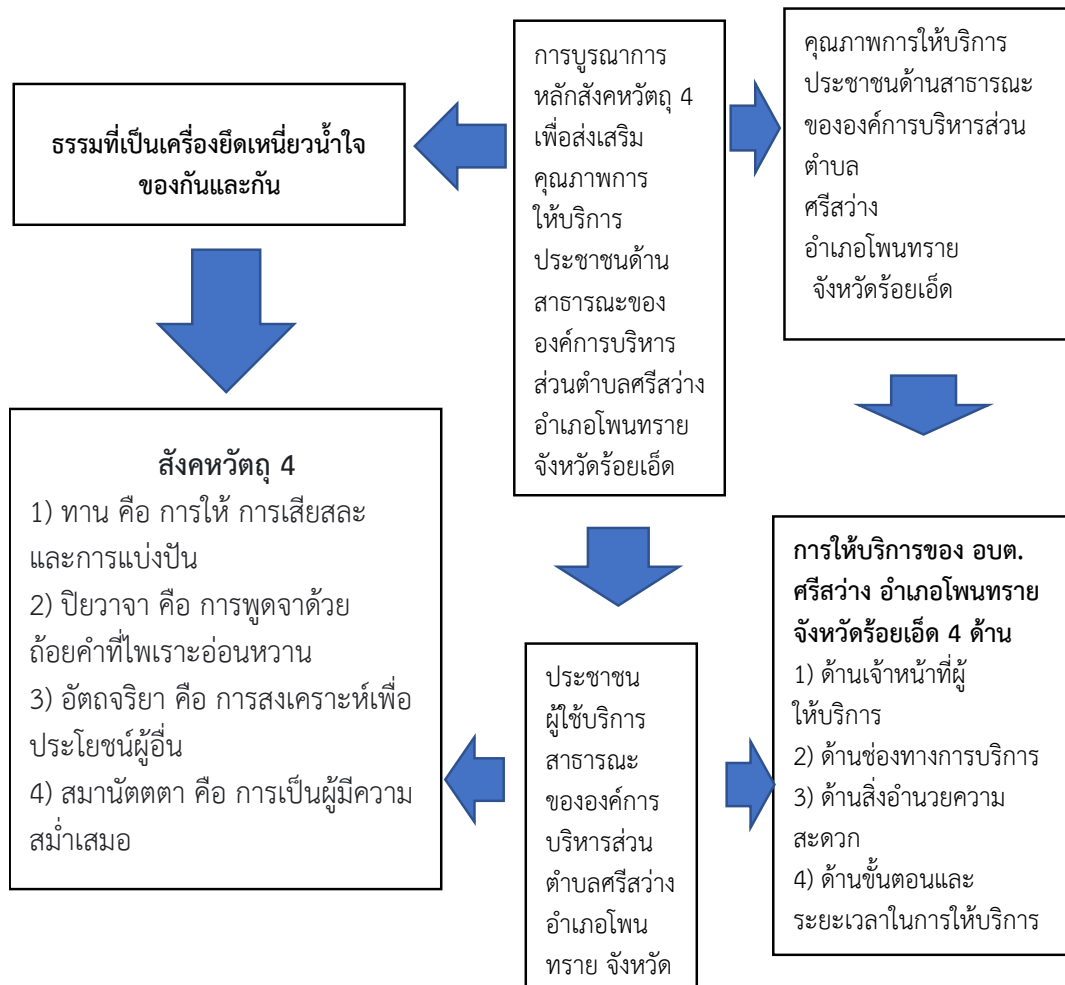 ธรรมที่เป็นเครื่องยึดเหนี่ยวน้ำใจ
ของกันและกัน
การบูรณาการ
หลักสังคหวัตถุ 4
เพื่อส่งเสริม
คุณภาพการ
ให้บริการ
ประชาชนด้าน
สาธารณะของ
องค์การบริหาร
ส่วนตำบลศรีสว่าง
อำเภอโพนทราย
จังหวัดร้อยเอ็ด
คุณภาพการให้บริการ
ประชาชนด้านสาธารณะ
ขององค์การบริหารส่วน
ตำบล
ศรีสว่าง
อำเภอโพนทราย
จังหวัดร้อยเอ็ด
สังคหวัตถุ 4
1) ทาน คือ การให้ การเสียสละ
และการแบ่งปัน
2) ปิยวาจา คือ การพูดจาด้วย
ถ้อยคำที่ไพเราะอ่อนหวาน
3) อัตถจริยา คือ การสงเคราะห์เพื่อ
ประโยชน์ผู้อื่น
4) สมานัตตตา คือ การเป็นผู้มีความ
สม่ำเสมอ
ประชาชน
ผู้ใช้บริการ
สาธารณะ
ขององค์การ
บริหารส่วน
ตำบลศรีสว่าง
อำเภอโพน
ทราย จังหวัด
การให้บริการของ อบต.
ศรีสว่าง อำเภอโพนทราย
จังหวัดร้อยเอ็ด 4 ด้าน
1) ด้านเจ้าหน้าที่ผู้
ให้บริการ
2) ด้านช่องทางการบริการ
3) ด้านสิ่งอำนวยความ
สะดวก
4) ด้านขั้นตอนและ
ระยะเวลาในการให้บริการ